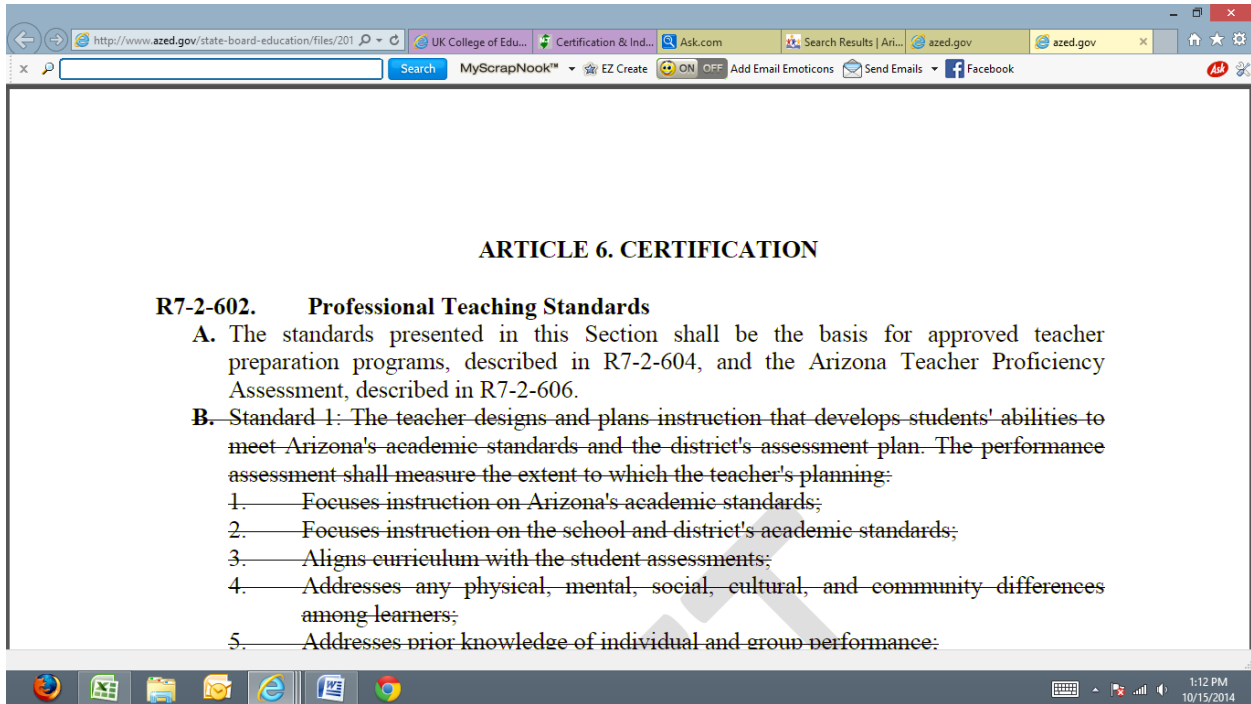 http://www.azed.gov/state-board-education/files/201
UK College of Edu...
Certification & Ind...
Ask.com
Search Results | Ari...
azed.gov
azed.gov
Search
MyScrapNook™
EZ Create
ON OFF
Add Email Emoticons
Send Emails
Facebook
Ask
ARTICLE 6. CERTIFICATION
R7-2-602. Professional Teaching Standards
A. The standards presented in this Section shall be the basis for approved teacher
preparation programs, described in R7-2-604, and the Arizona Teacher Proficiency
Assessment, described in R7-2-606.
B. Standard 1: The teacher designs and plans instruction that develops students' abilities to
meet Arizona's academic standards and the district's assessment plan. The performance
assessment shall measure the extent to which the teacher's planning:
1. Focuses instruction on Arizona's academic standards;
2. Focuses instruction on the school and district's academic standards;
3. Aligns curriculum with the student assessments;
4. Addresses any physical, mental, social, cultural, and community differences
among learners;
5. Addresses prior knowledge of individual and group performance;
1:12 PM
10/15/2014